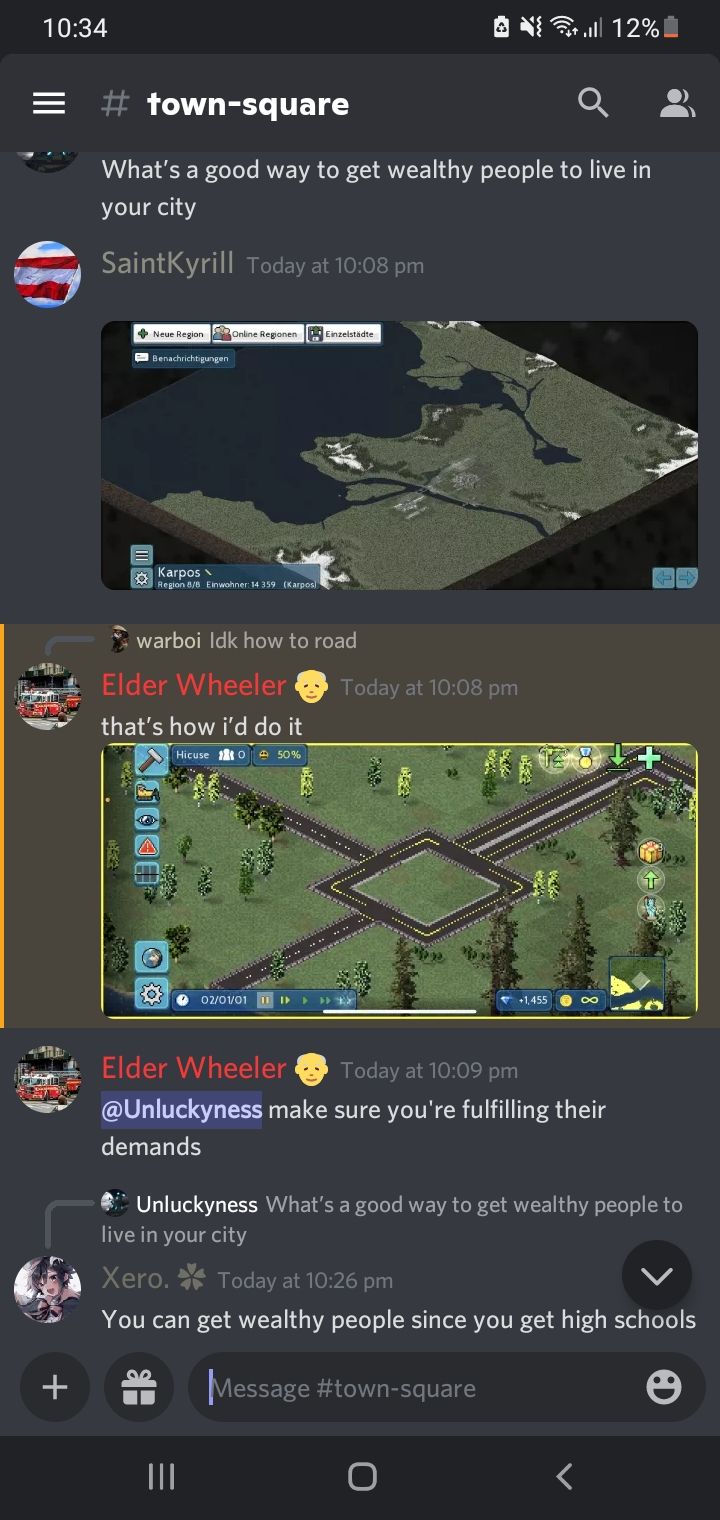 10:34
12%
# town-square
What's a good way to get wealthy people to live in
your city
SaintKyrill Today at 10:08 pm
Neue Region Online Regionen Einzelstädte
Benachrichtigungen
Karpos
Region 8/8 Einwohner: 14 359 (Karpos)
warboi Idk how to road
Elder Wheeler Today at 10:08 pm
that's how i'd do it
Hicuse 0 50%
02/01/01 +1,455 ∞
Elder Wheeler Today at 10:09 pm
@Unluckyness make sure you're fulfilling their
demands
Unluckyness What's a good way to get wealthy people to
live in your city
Xero. Today at 10:26 pm
You can get wealthy people since you get high schools
Message #town-square